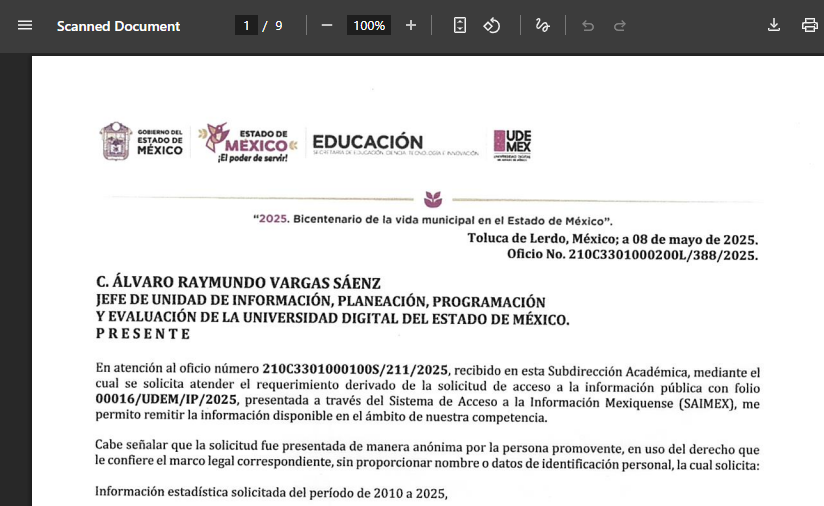 Scanned Document
1 / 9
100%
GOBIERNO DEL
ESTADO DE
MÉXICO
ESTADO DE
MÉXICO
¡El poder de servir!
EDUCACIÓN
SECRETARÍA DE EDUCACIÓN, CIENCIA, TECNOLOGÍA E INNOVACIÓN
UDE
MEX
"2025. Bicentenario de la vida municipal en el Estado de México".
Toluca de Lerdo, México; a 08 de mayo de 2025.
Oficio No. 210C3301000200L/388/2025.
C. ÁLVARO RAYMUNDO VARGAS SÁENZ
JEFE DE UNIDAD DE INFORMACIÓN, PLANEACIÓN, PROGRAMACIÓN
Y EVALUACIÓN DE LA UNIVERSIDAD DIGITAL DEL ESTADO DE MÉXICO.
P R E S E N T E
En atención al oficio número 210C3301000100S/211/2025, recibido en esta Subdirección Académica, mediante el
cual se solicita atender el requerimiento derivado de la solicitud de acceso a la información pública con folio
00016/UDEM/IP/2025, presentada a través del Sistema de Acceso a la Información Mexiquense (SAIMEX), me
permito remitir la información disponible en el ámbito de nuestra competencia.
Cabe señalar que la solicitud fue presentada de manera anónima por la persona promovente, en uso del derecho que
le confiere el marco legal correspondiente, sin proporcionar nombre o datos de identificación personal, la cual solicita:
Información estadística solicitada del período de 2010 a 2025,